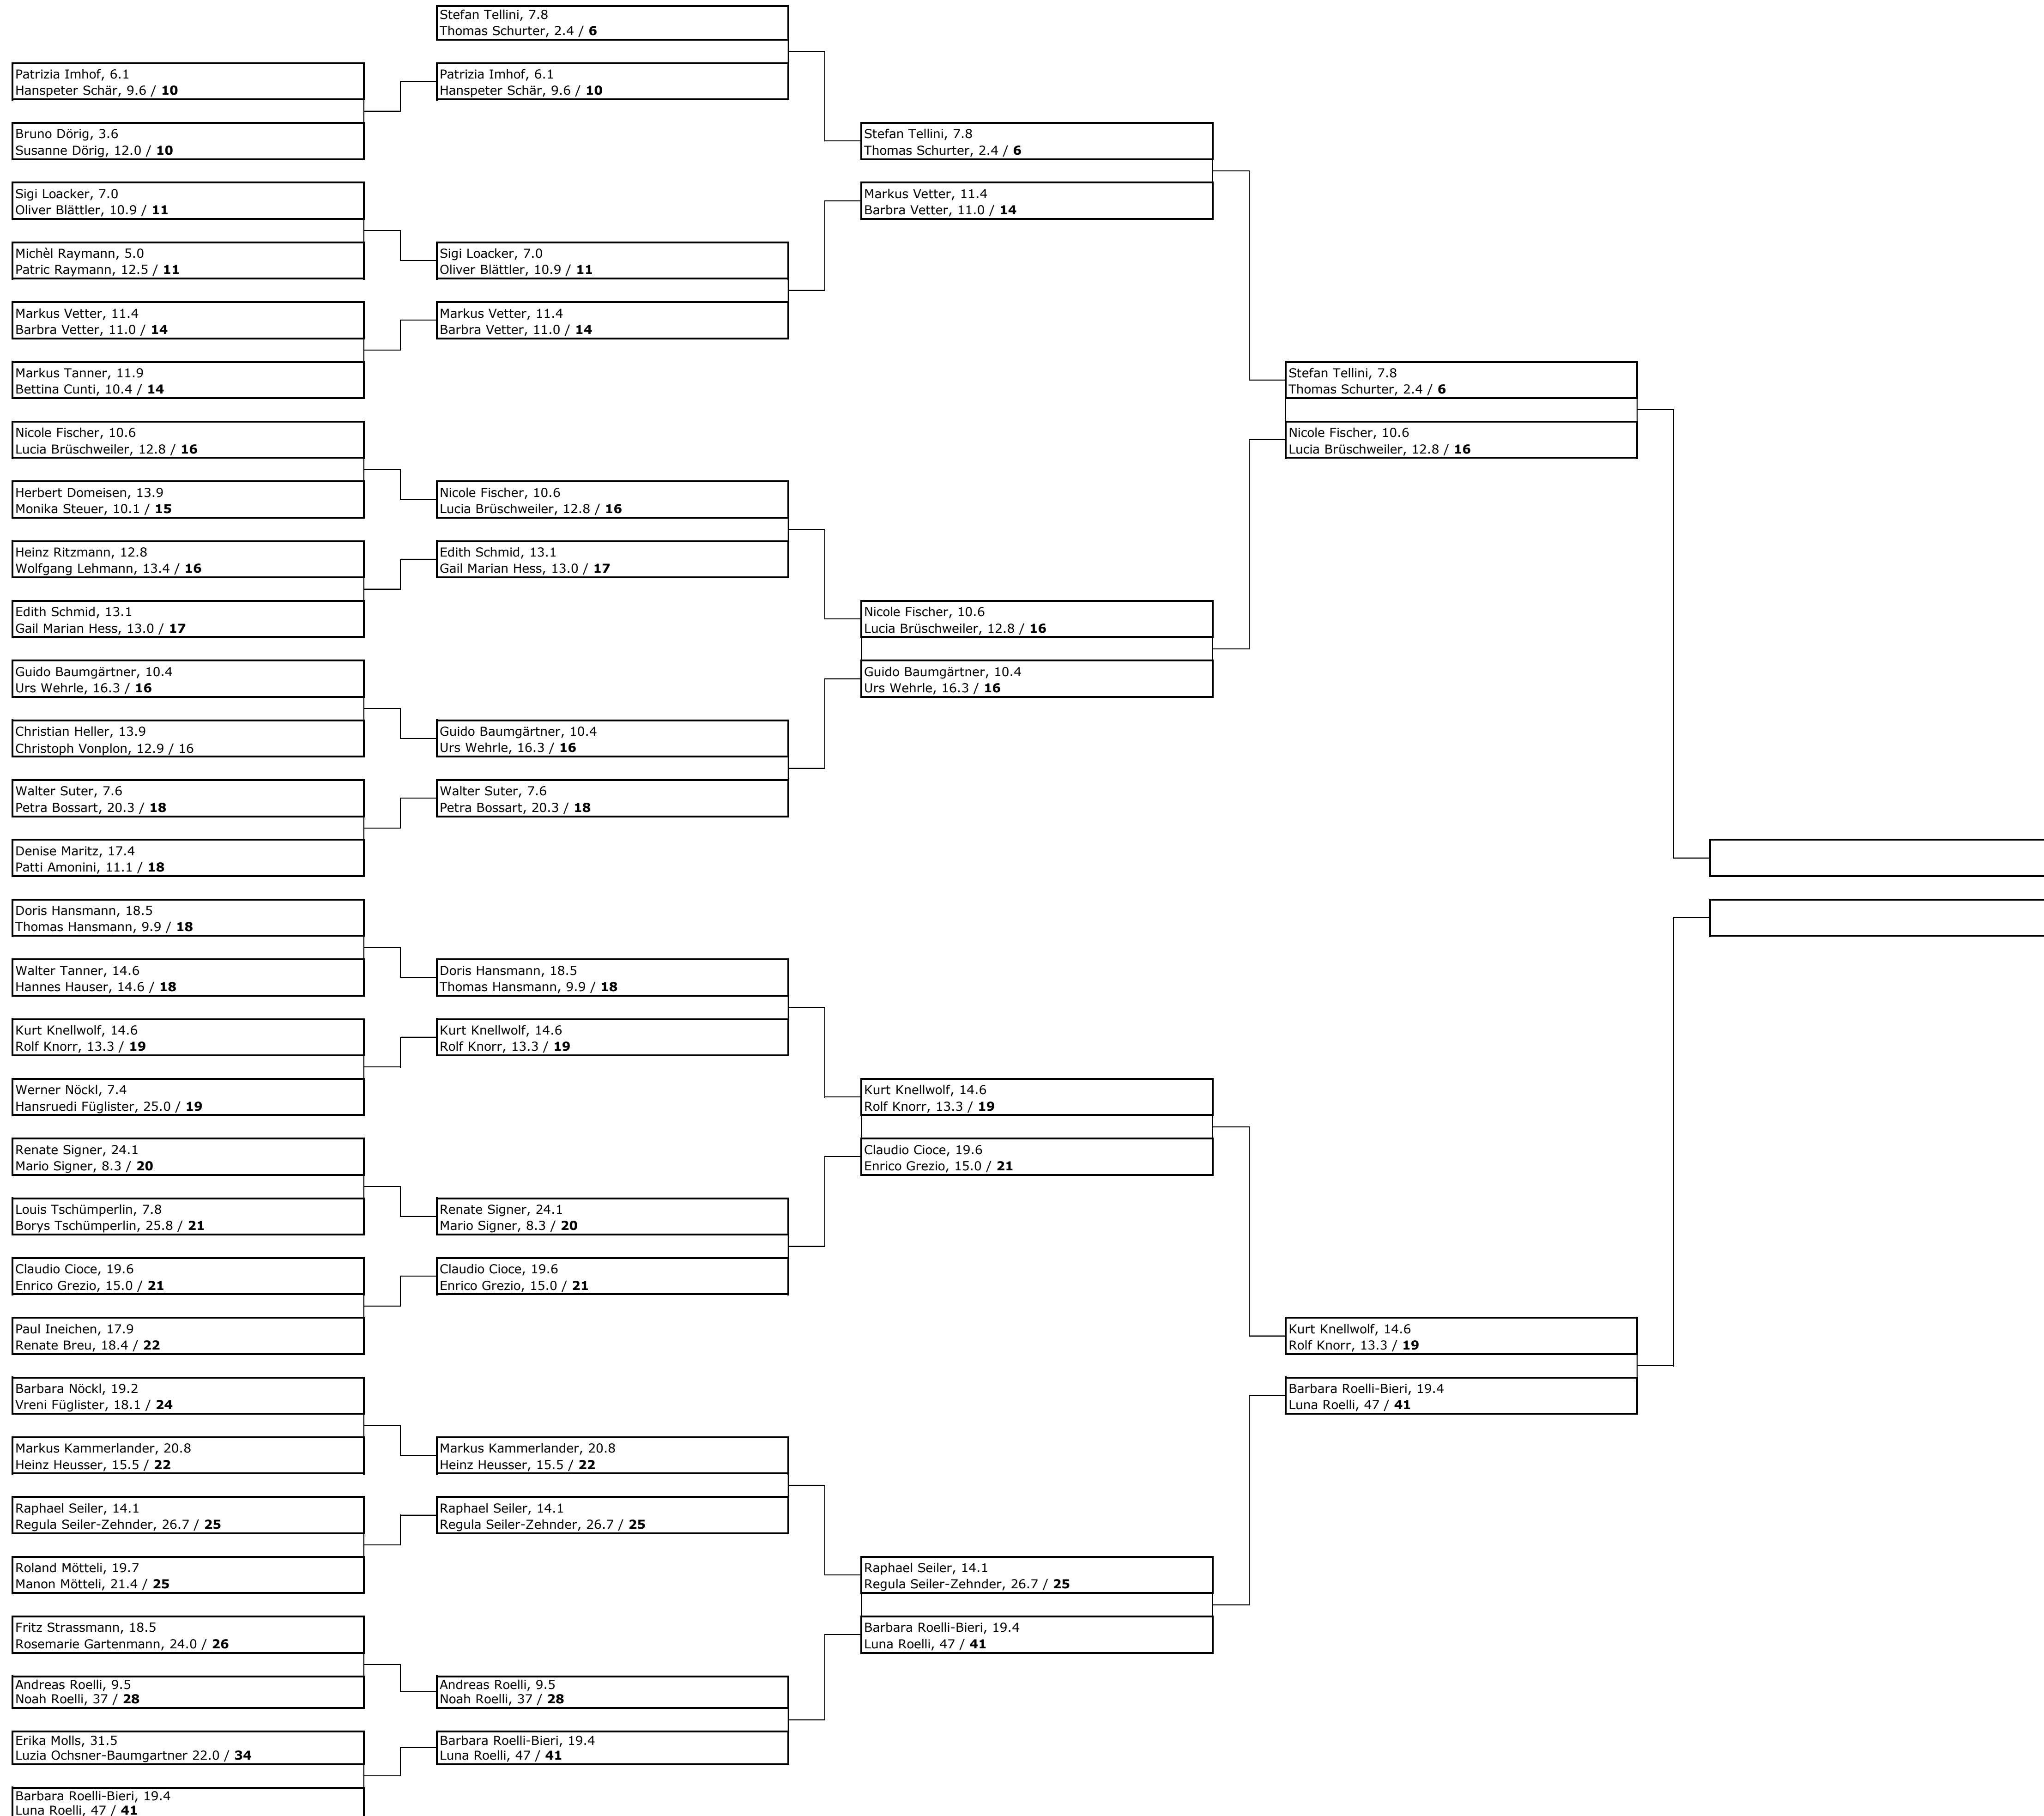 Stefan Tellini, 7.8
Thomas Schurter, 2.4 / 6
Patrizia Imhof, 6.1
Hanspeter Schär, 9.6 / 10
Bruno Dörig, 3.6
Susanne Dörig, 12.0 / 10
Sigi Loacker, 7.0
Oliver Blättler, 10.9 / 11
Michèl Raymann, 5.0
Patric Raymann, 12.5 / 11
Markus Vetter, 11.4
Barbra Vetter, 11.0 / 14
Markus Tanner, 11.9
Bettina Cunti, 10.4 / 14
Nicole Fischer, 10.6
Lucia Brüschweiler, 12.8 / 16
Herbert Domeisen, 13.9
Monika Steuer, 10.1 / 15
Heinz Ritzmann, 12.8
Wolfgang Lehmann, 13.4 / 16
Edith Schmid, 13.1
Gail Marian Hess, 13.0 / 17
Guido Baumgärtner, 10.4
Urs Wehrle, 16.3 / 16
Christian Heller, 13.9
Christoph Vonplon, 12.9 / 16
Walter Suter, 7.6
Petra Bossart, 20.3 / 18
Denise Maritz, 17.4
Patti Amonini, 11.1 / 18
Doris Hansmann, 18.5
Thomas Hansmann, 9.9 / 18
Walter Tanner, 14.6
Hannes Hauser, 14.6 / 18
Kurt Knellwolf, 14.6
Rolf Knorr, 13.3 / 19
Werner Nöckl, 7.4
Hansruedi Füglister, 25.0 / 19
Renate Signer, 24.1
Mario Signer, 8.3 / 20
Louis Tschümperlin, 7.8
Borys Tschümperlin, 25.8 / 21
Claudio Cioce, 19.6
Enrico Grezio, 15.0 / 21
Paul Ineichen, 17.9
Renate Breu, 18.4 / 22
Barbara Nöckl, 19.2
Vreni Füglister, 18.1 / 24
Markus Kammerlander, 20.8
Heinz Heusser, 15.5 / 22
Raphael Seiler, 14.1
Regula Seiler-Zehnder, 26.7 / 25
Roland Mötteli, 19.7
Manon Mötteli, 21.4 / 25
Fritz Strassmann, 18.5
Rosemarie Gartenmann, 24.0 / 26
Andreas Roelli, 9.5
Noah Roelli, 37 / 28
Erika Molls, 31.5
Luzia Ochsner-Baumgartner 22.0 / 34
Barbara Roelli-Bieri, 19.4
Luna Roelli, 47 / 41
Patrizia Imhof, 6.1
Hanspeter Schär, 9.6 / 10
Sigi Loacker, 7.0
Oliver Blättler, 10.9 / 11
Markus Vetter, 11.4
Barbra Vetter, 11.0 / 14
Nicole Fischer, 10.6
Lucia Brüschweiler, 12.8 / 16
Edith Schmid, 13.1
Gail Marian Hess, 13.0 / 17
Guido Baumgärtner, 10.4
Urs Wehrle, 16.3 / 16
Walter Suter, 7.6
Petra Bossart, 20.3 / 18
Doris Hansmann, 18.5
Thomas Hansmann, 9.9 / 18
Kurt Knellwolf, 14.6
Rolf Knorr, 13.3 / 19
Renate Signer, 24.1
Mario Signer, 8.3 / 20
Claudio Cioce, 19.6
Enrico Grezio, 15.0 / 21
Markus Kammerlander, 20.8
Heinz Heusser, 15.5 / 22
Raphael Seiler, 14.1
Regula Seiler-Zehnder, 26.7 / 25
Andreas Roelli, 9.5
Noah Roelli, 37 / 28
Barbara Roelli-Bieri, 19.4
Luna Roelli, 47 / 41
Stefan Tellini, 7.8
Thomas Schurter, 2.4 / 6
Markus Vetter, 11.4
Barbra Vetter, 11.0 / 14
Nicole Fischer, 10.6
Lucia Brüschweiler, 12.8 / 16
Guido Baumgärtner, 10.4
Urs Wehrle, 16.3 / 16
Kurt Knellwolf, 14.6
Rolf Knorr, 13.3 / 19
Claudio Cioce, 19.6
Enrico Grezio, 15.0 / 21
Raphael Seiler, 14.1
Regula Seiler-Zehnder, 26.7 / 25
Barbara Roelli-Bieri, 19.4
Luna Roelli, 47 / 41
Stefan Tellini, 7.8
Thomas Schurter, 2.4 / 6
Nicole Fischer, 10.6
Lucia Brüschweiler, 12.8 / 16
Kurt Knellwolf, 14.6
Rolf Knorr, 13.3 / 19
Barbara Roelli-Bieri, 19.4
Luna Roelli, 47 / 41